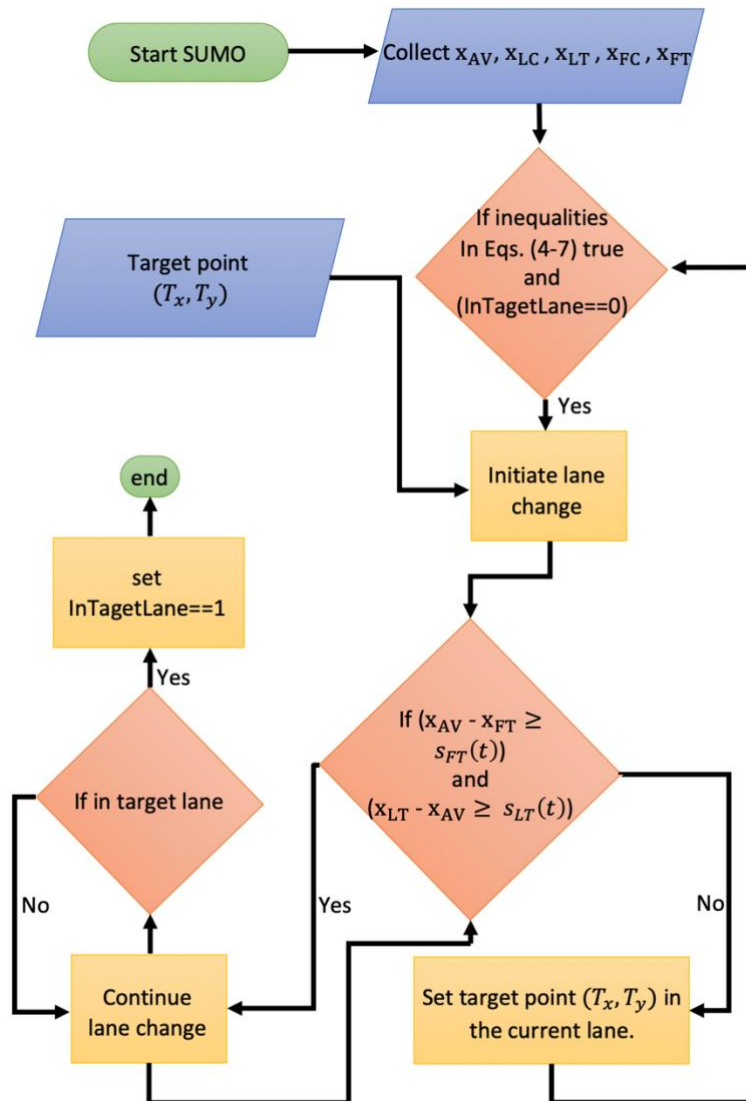 Start SUMO
Collect x_AV, x_LC , x_LT , x_FC, x_FT
If inequalities
In Eqs. (4-7) true
and
(InTagetLane==0)
Target point
(T_x, T_y)
Yes
Initiate lane
change
end
set
InTagetLane==1
Yes
If (x_AV - x_FT ≥
s_FT(t))
and
(x_LT - x_AV ≥ s_LT(t))
If in target lane
No
Yes
No
Continue
lane change
Set target point (T_x, T_y) in
the current lane.